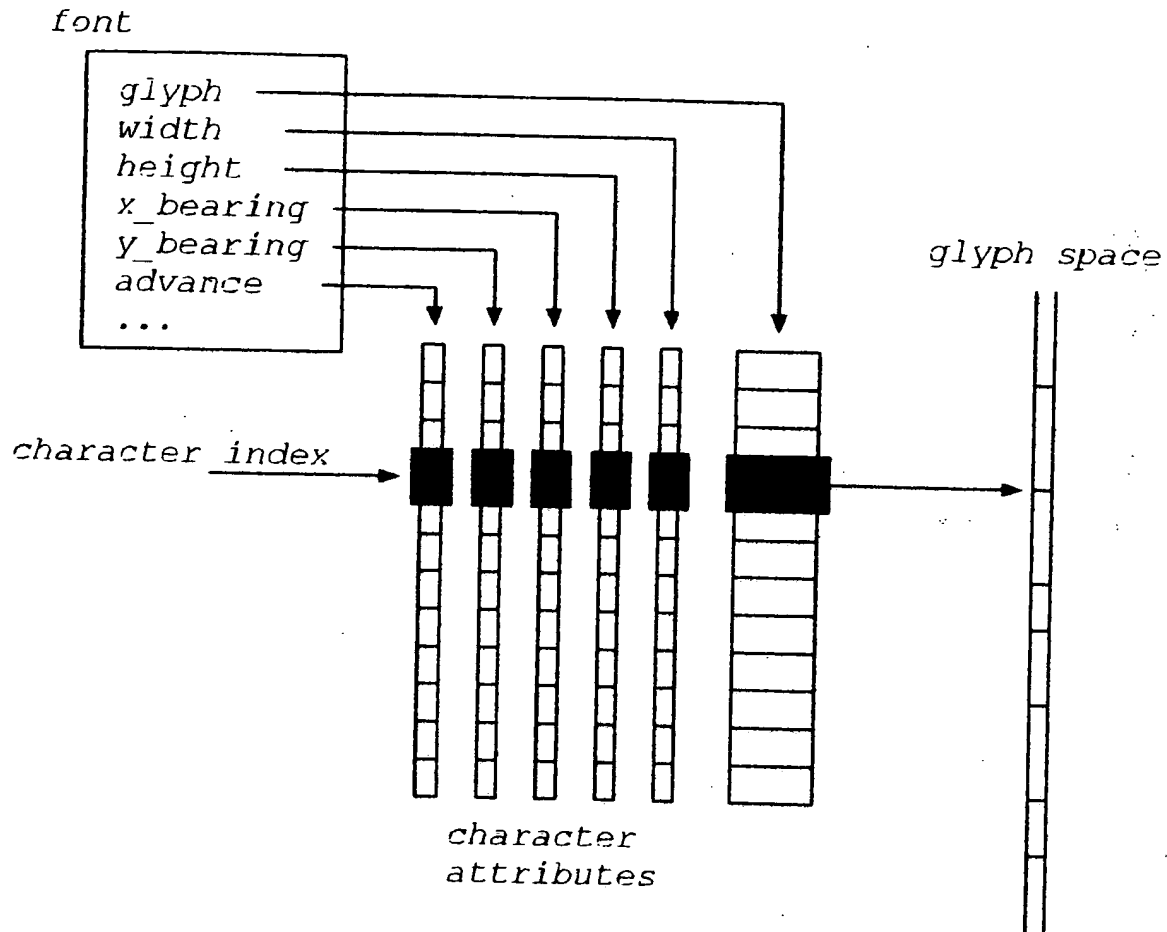 font
glyph
width
height
x_bearing
y_bearing
advance
...
glyph space
character index
character
attributes